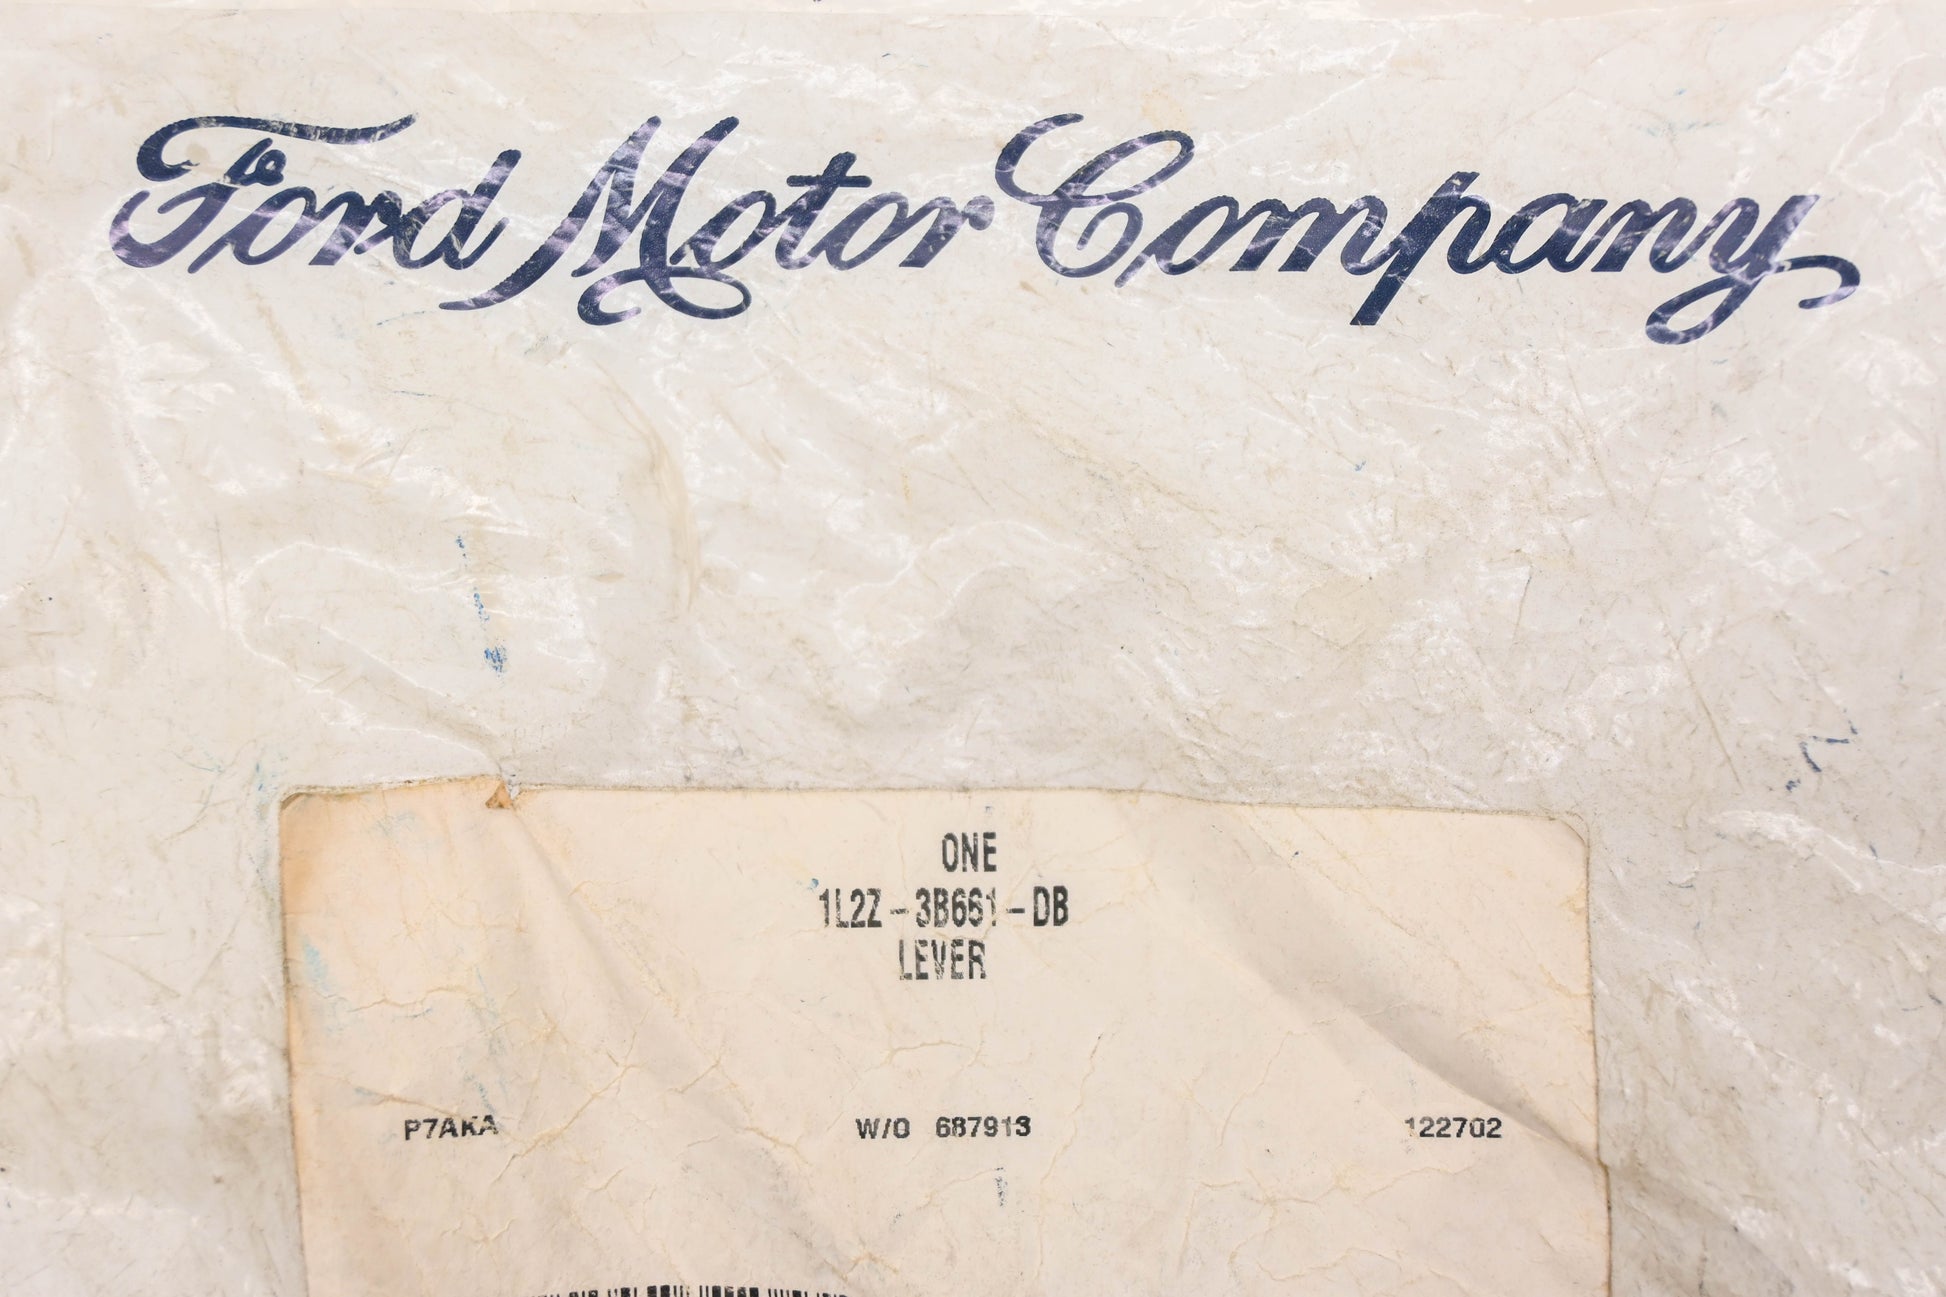 Ford Motor Company
ONE
1L2Z-3B661-DB
LEVER
P7AKA W/O 687913 122702